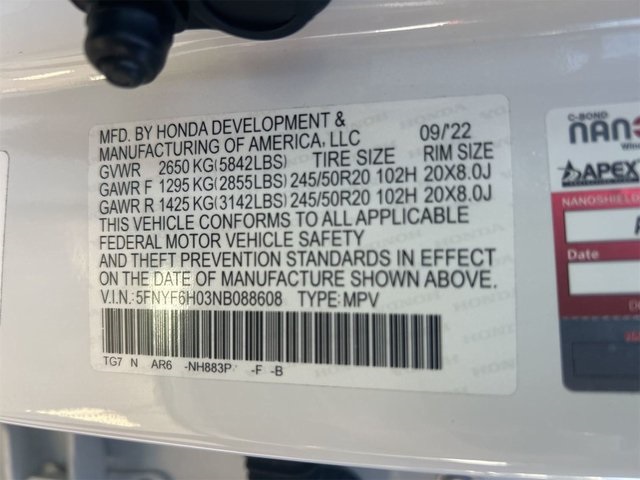 MFD. BY HONDA DEVELOPMENT &
MANUFACTURING OF AMERICA, LLC 09/'22
GVWR 2650 KG(5842LBS) TIRE SIZE RIM SIZE
GAWR F 1295 KG(2855LBS) 245/50R20 102H 20X8.0J
GAWR R 1425 KG(3142LBS) 245/50R20 102H 20X8.0J
THIS VEHICLE CONFORMS TO ALL APPLICABLE
FEDERAL MOTOR VEHICLE SAFETY
AND THEFT PREVENTION STANDARDS IN EFFECT
ON THE DATE OF MANUFACTURE SHOWN ABOVE.
V.I.N.: 5FNYF6H03NB088608 TYPE: MPV
TG7 N AR6 -NH883P -F -B
C-BOND
APEX
NANOSHIELD
Date